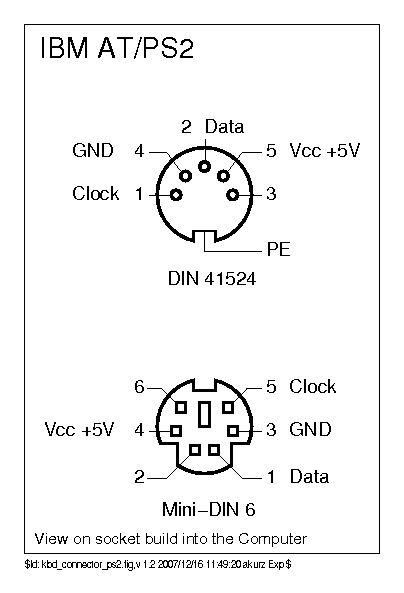 IBM AT/PS2
2 Data
GND 4
5 Vcc +5V
Clock 1
3
PE
DIN 41524
6
5 Clock
Vcc +5V 4
3 GND
2
1 Data
Mini-DIN 6
View on socket build into the Computer
$Id: kbd_connector_ps2.fig,v 1.2 2007/12/16 11:49:20 akurz Exp $